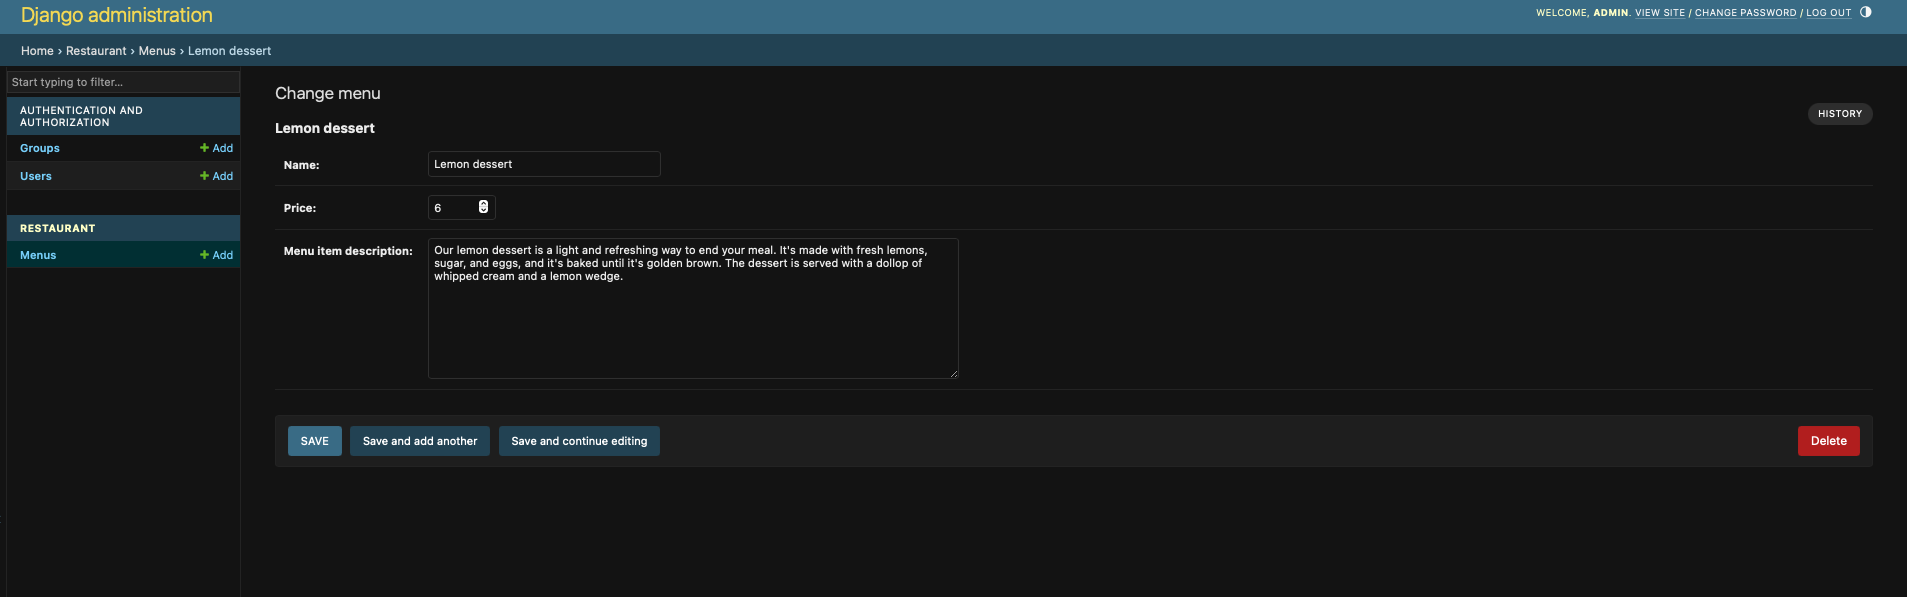 Django administration
WELCOME, ADMIN. VIEW SITE / CHANGE PASSWORD / LOG OUT
Home › Restaurant › Menus › Lemon dessert
Start typing to filter...
AUTHENTICATION AND
AUTHORIZATION
Groups + Add
Users + Add
RESTAURANT
Menus + Add
Change menu
HISTORY
Lemon dessert
Name: Lemon dessert
Price: 6
Menu item description: Our lemon dessert is a light and refreshing way to end your meal. It's made with fresh lemons,
sugar, and eggs, and it's baked until it's golden brown. The dessert is served with a dollop of
whipped cream and a lemon wedge.
SAVE Save and add another Save and continue editing Delete